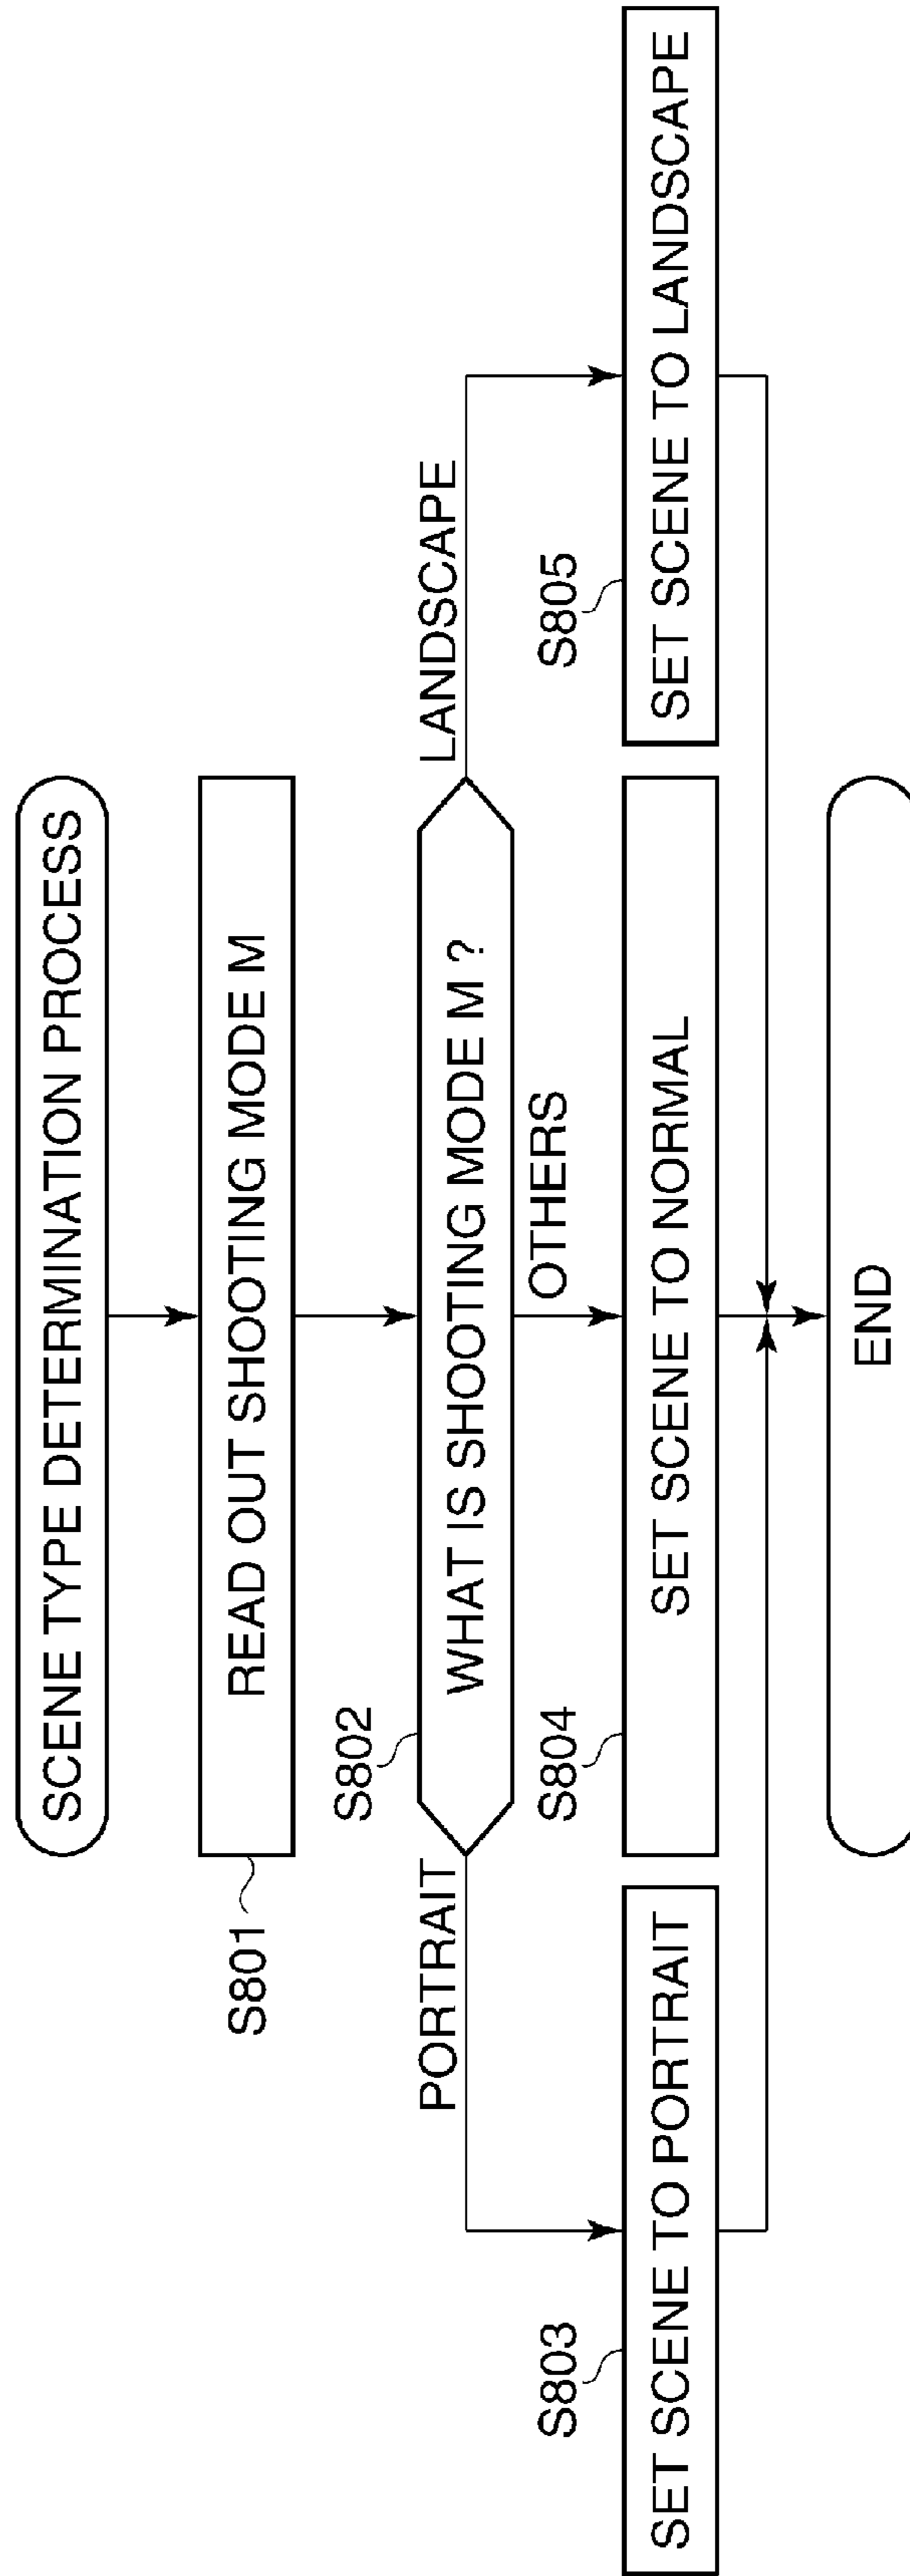 SCENE TYPE DETERMINATION PROCESS
S801
READ OUT SHOOTING MODE M
S802
PORTRAIT
WHAT IS SHOOTING MODE M ?
LANDSCAPE
OTHERS
S803
S804
S805
SET SCENE TO PORTRAIT
SET SCENE TO NORMAL
SET SCENE TO LANDSCAPE
END